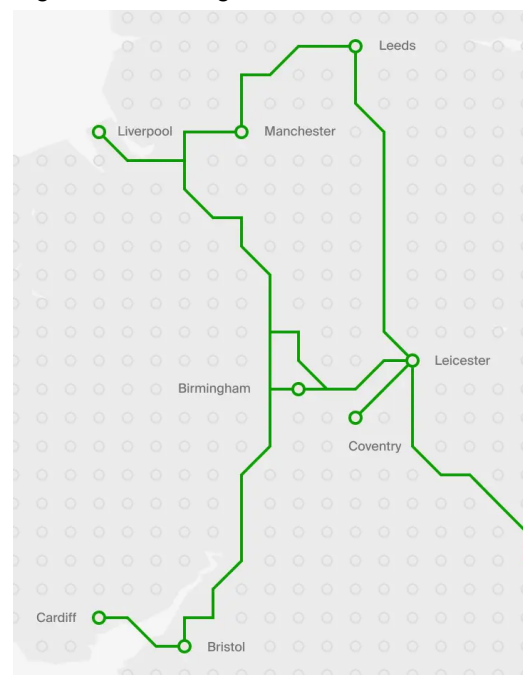 Leeds
Liverpool
Manchester
Leicester
Birmingham
Coventry
Cardiff
Bristol